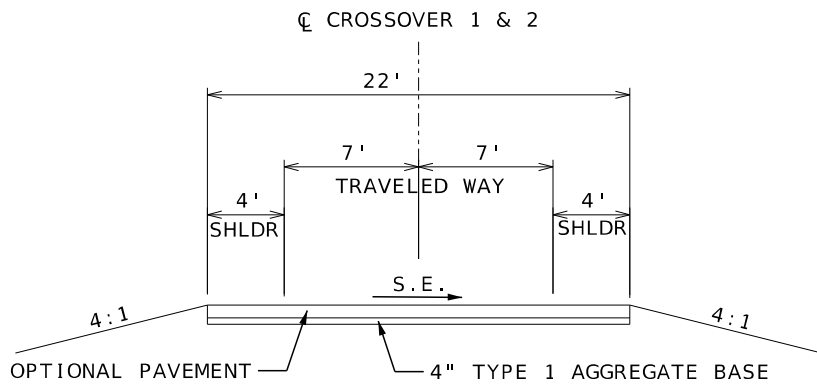 ℄ CROSSOVER 1 & 2
22'
7' 7'
TRAVELED WAY
4' 4'
SHLDR SHLDR
S.E.
4:1 4:1
OPTIONAL PAVEMENT 4" TYPE 1 AGGREGATE BASE